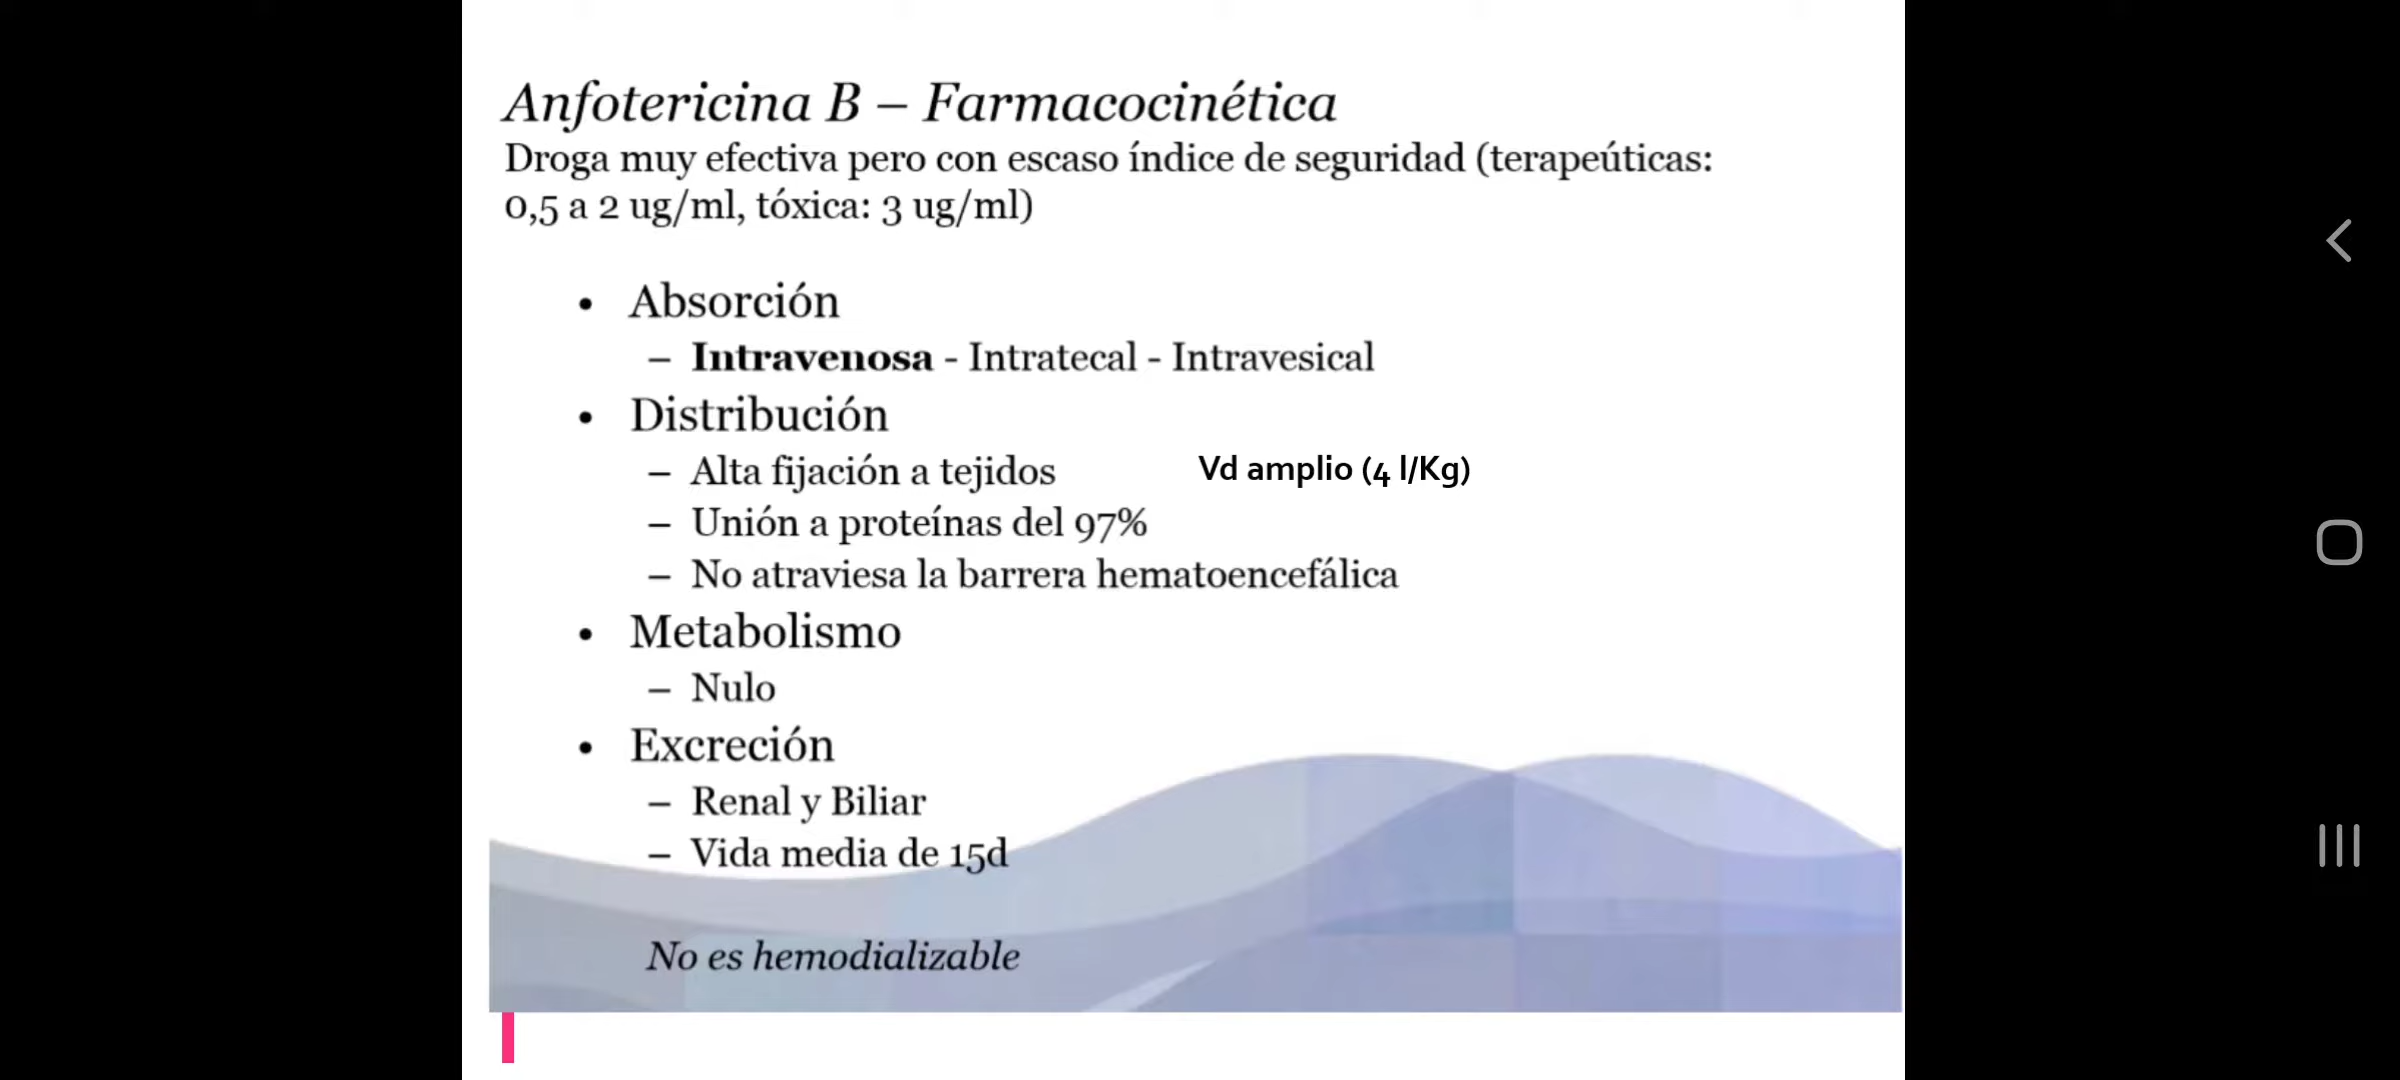 Anfotericina B – Farmacocinética
Droga muy efectiva pero con escaso índice de seguridad (terapeúticas:
0,5 a 2 ug/ml, tóxica: 3 ug/ml)
• Absorción
– Intravenosa - Intratecal - Intravesical
• Distribución
– Alta fijación a tejidos Vd amplio (4 l/Kg)
– Unión a proteínas del 97%
– No atraviesa la barrera hematoencefálica
• Metabolismo
– Nulo
• Excreción
– Renal y Biliar
– Vida media de 15d
No es hemodializable